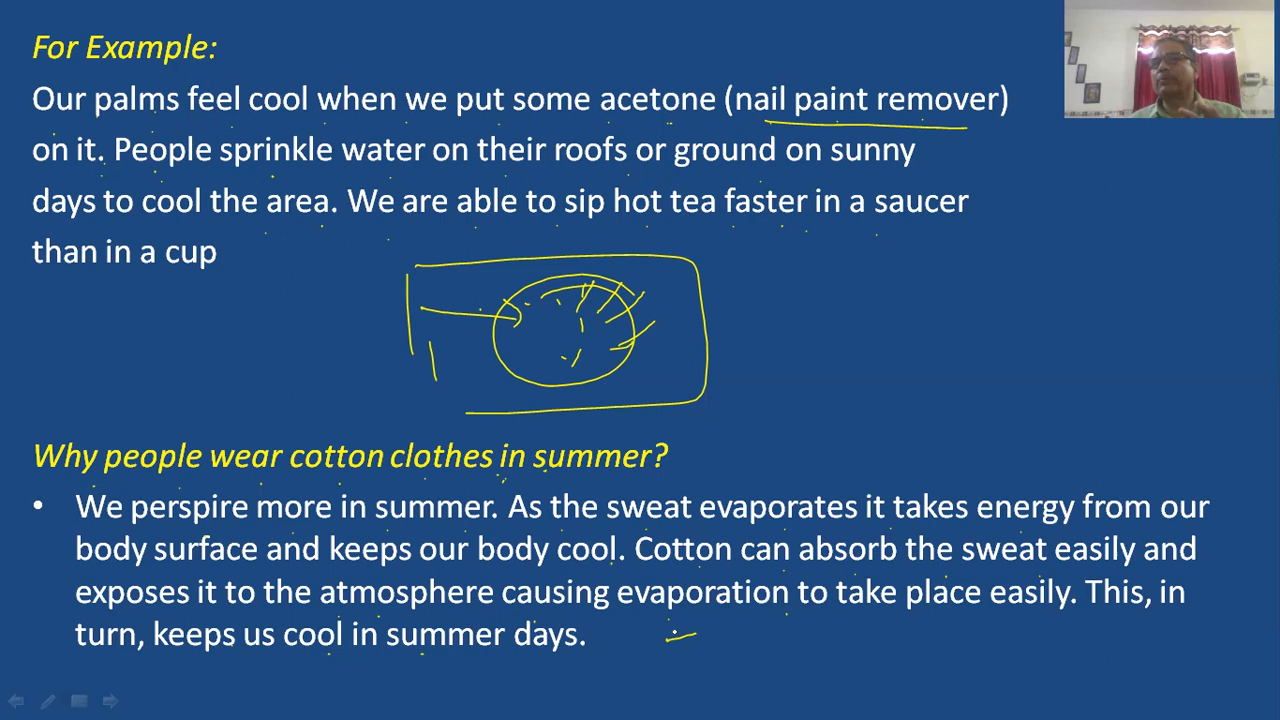 For Example:
Our palms feel cool when we put some acetone (nail paint remover)
on it. People sprinkle water on their roofs or ground on sunny
days to cool the area. We are able to sip hot tea faster in a saucer
than in a cup
Why people wear cotton clothes in summer?
• We perspire more in summer. As the sweat evaporates it takes energy from our
body surface and keeps our body cool. Cotton can absorb the sweat easily and
exposes it to the atmosphere causing evaporation to take place easily. This, in
turn, keeps us cool in summer days.